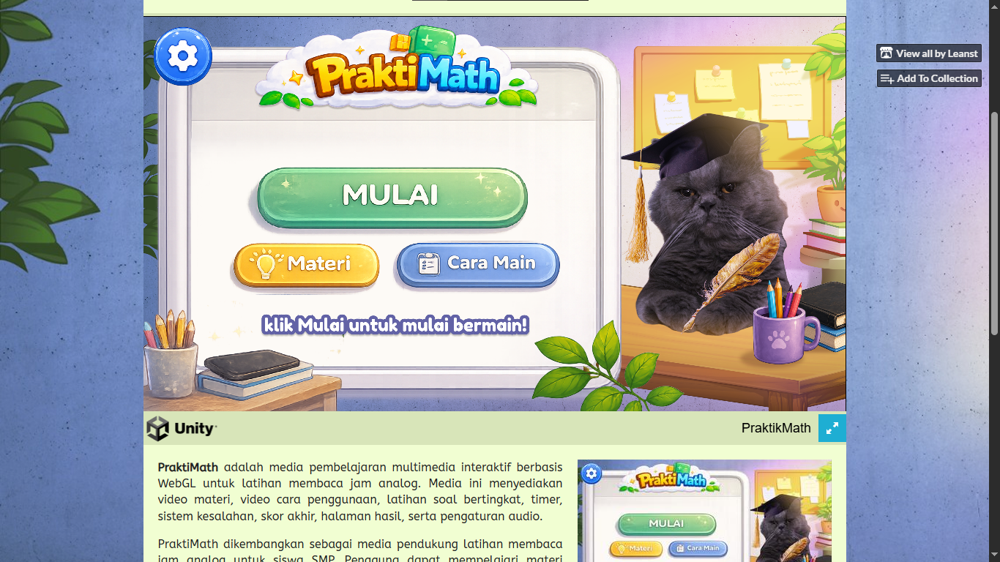 View all by Leanst
Add To Collection
PraktiMath
MULAI
Materi
Cara Main
klik Mulai untuk mulai bermain!
Unity
PraktikMath
PraktiMath adalah media pembelajaran multimedia interaktif berbasis
WebGL untuk latihan membaca jam analog. Media ini menyediakan
video materi, video cara penggunaan, latihan soal bertingkat, timer,
sistem kesalahan, skor akhir, halaman hasil, serta pengaturan audio.
PraktiMath dikembangkan sebagai media pendukung latihan membaca
jam analog untuk siswa SMP. Pengguna dapat mempelajari materi
PraktiMath
MULAI
Materi
Cara Main